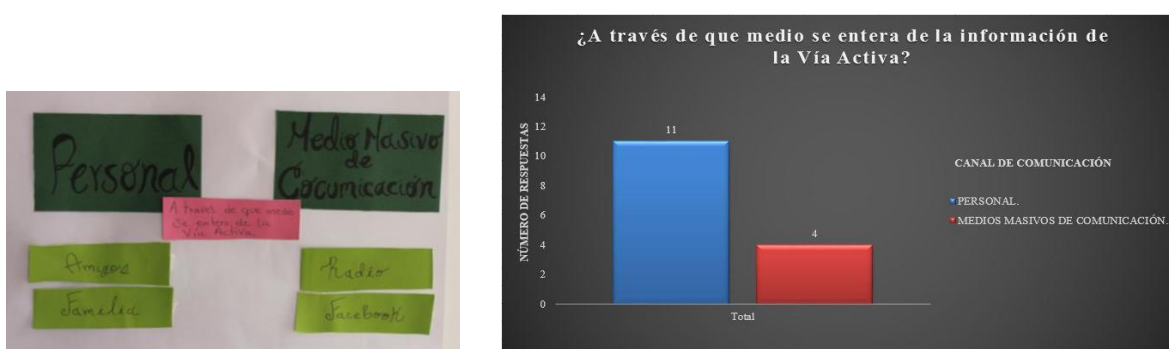 Personal
Medio Masivo
de
Cocumicación
A través de que medio
se entera de la
Vía Activa.
Amigos
Familia
Radio
Facebook
¿A través de que medio se entera de la información de
la Vía Activa?
NÚMERO DE RESPUESTAS
14
12
10
8
6
4
2
0
11
4
Total
CANAL DE COMUNICACIÓN
PERSONAL.
MEDIOS MASIVOS DE COMUNICACIÓN.